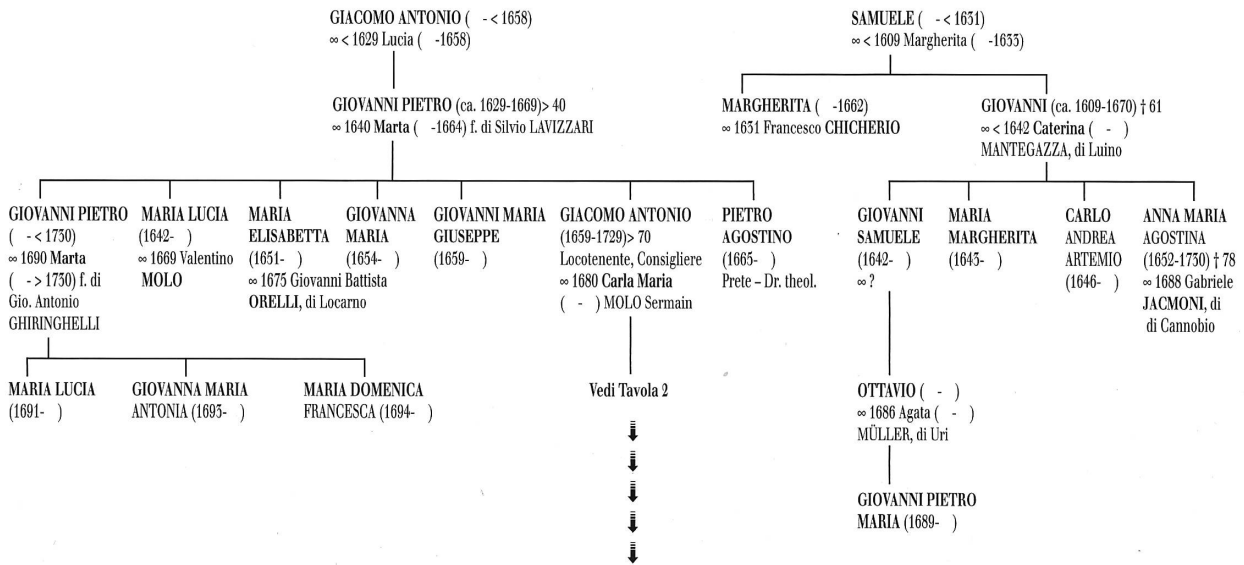 GIACOMO ANTONIO (   - < 1658)
∞ < 1629 Lucia (   -1658)
SAMUELE (   - < 1631)
∞ < 1609 Margherita (   -1633)
GIOVANNI PIETRO (ca. 1629-1669)> 40
∞ 1640 Marta (   -1664) f. di Silvio LAVIZZARI
MARGHERITA (   -1662)
∞ 1631 Francesco CHICHERIO
GIOVANNI (ca. 1609-1670) † 61
∞ < 1642 Caterina (   -   )
MANTEGAZZA, di Luino
GIOVANNI PIETRO
(   - < 1730)
∞ 1690 Marta
(   - > 1730) f. di
Gio. Antonio
GHIRINGHELLI
MARIA LUCIA
(1642-   )
∞ 1669 Valentino
MOLO
MARIA
ELISABETTA
(1651-   )
∞ 1675 Giovanni Battista
ORELLI, di Locarno
GIOVANNA
MARIA
(1654-   )
GIOVANNI MARIA
GIUSEPPE
(1659-   )
GIACOMO ANTONIO
(1659-1729)> 70
Locotenente, Consigliere
∞ 1680 Carla Maria
(   -   ) MOLO Sermain
PIETRO
AGOSTINO
(1665-   )
Prete – Dr. theol.
GIOVANNI
SAMUELE
(1642-   )
∞ ?
MARIA
MARGHERITA
(1643-   )
CARLO
ANDREA
ARTEMIO
(1646-   )
ANNA MARIA
AGOSTINA
(1652-1730) † 78
∞ 1688 Gabriele
JACMONI, di
di Cannobio
MARIA LUCIA
(1691-   )
GIOVANNA MARIA
ANTONIA (1693-   )
MARIA DOMENICA
FRANCESCA (1694-   )
Vedi Tavola 2
OTTAVIO (   -   )
∞ 1686 Agata (   -   )
MÜLLER, di Uri
GIOVANNI PIETRO
MARIA (1689-   )